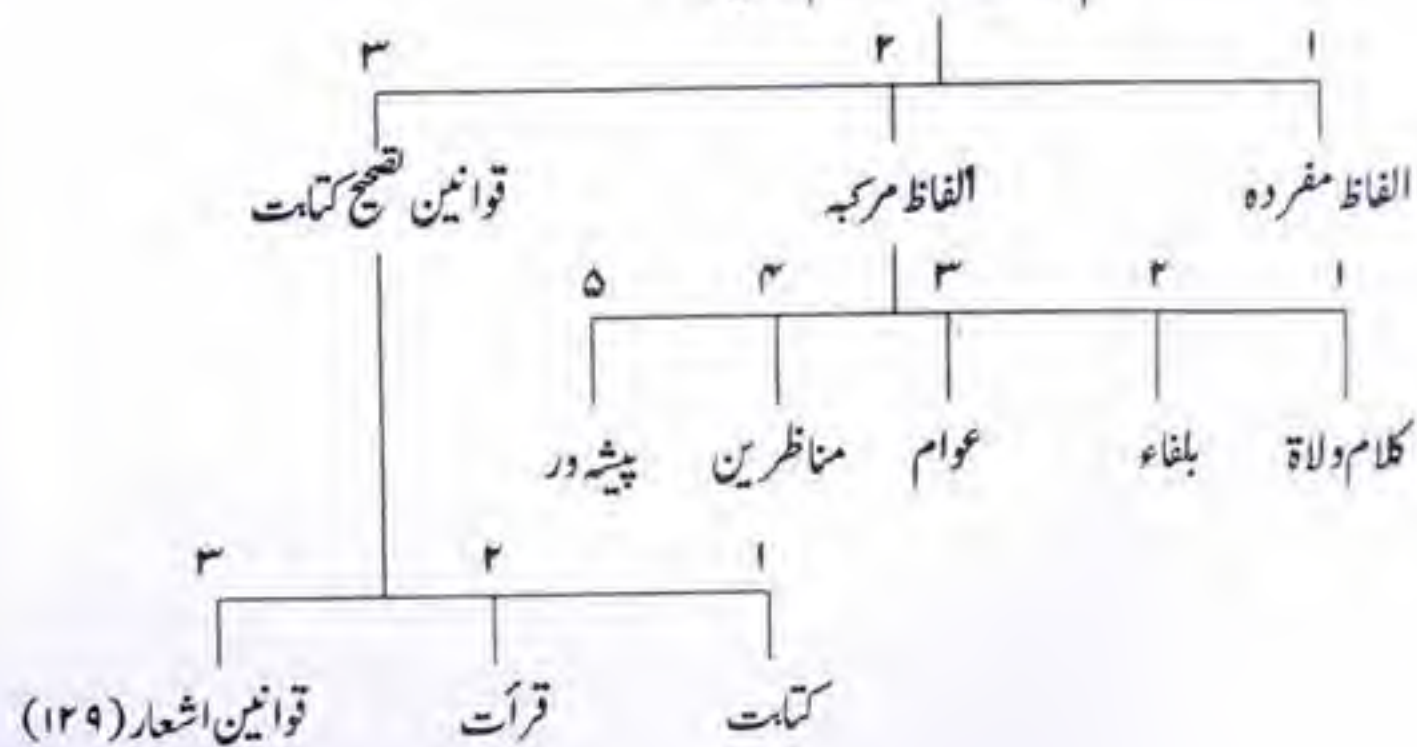 ۱ ۲ ۳
الفاظ مفردہ الفاظ مرکبہ قوانین تصحیح کتابت
۱ ۲ ۳ ۴ ۵
کلام ولاۃ بلغاء عوام مناظرین پیشہ ور
۱ ۲ ۳
کتابت قرأت قوانین اشعار (۱۲۹)